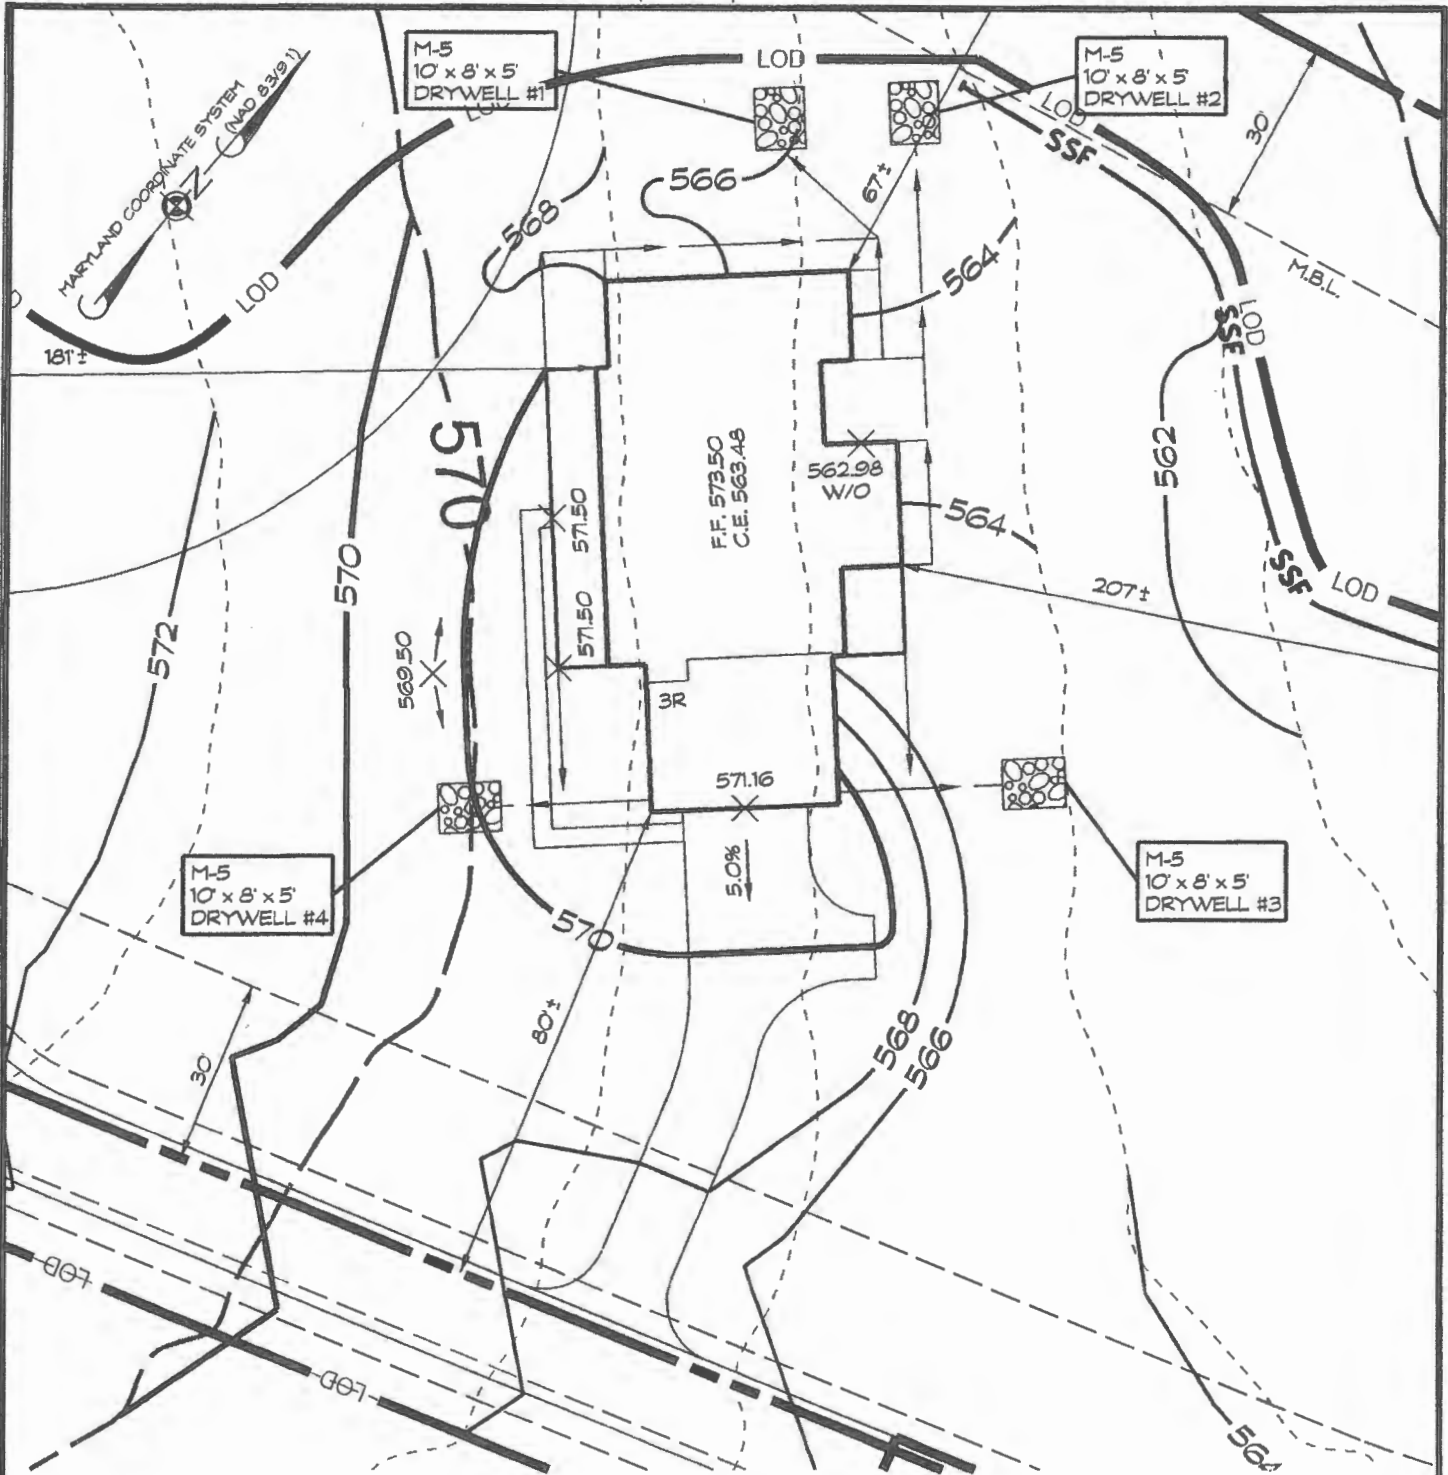 M-5
10' x 8' x 5'
DRYWELL #1
LOD
M-5
10' x 8' x 5'
DRYWELL #2
MARYLAND COORDINATE SYSTEM
(NAD 83/91)
N
LOD
SSF
30'
566
67'±
568
564
M.B.L.
LOD
LOD
SSF
181'±
570
F.F. 573.50
C.E. 563.48
562.98
W/O
562
571.50
564
570
571.50
207'±
SSF
LOD
572
569.50
3R
571.16
M-5
10' x 8' x 5'
DRYWELL #4
5.0%
M-5
10' x 8' x 5'
DRYWELL #3
570
80'±
568
566
30'
LOD
LOD
564